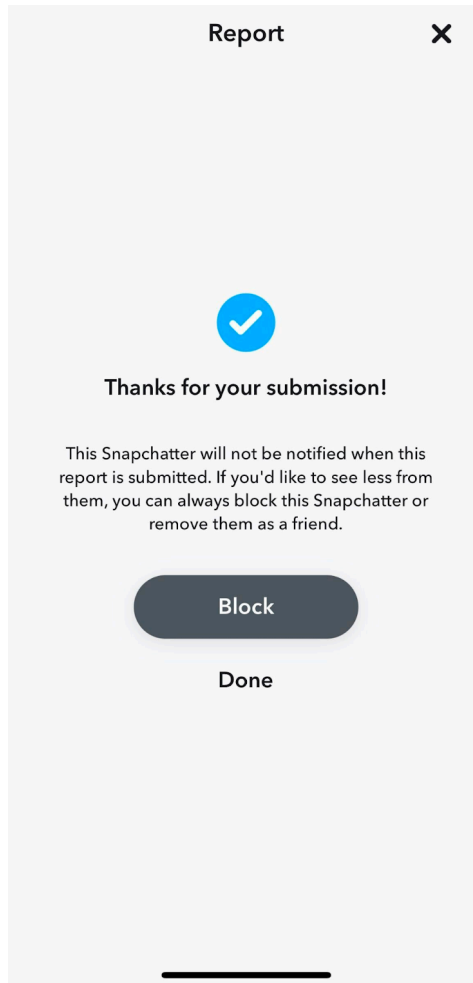 Report
Thanks for your submission!
This Snapchatter will not be notified when this
report is submitted. If you'd like to see less from
them, you can always block this Snapchatter or
remove them as a friend.
Block
Done